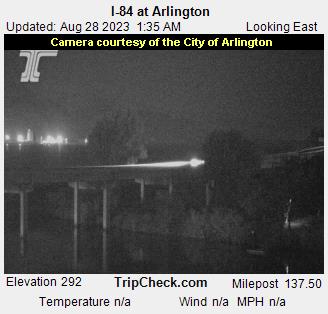 I-84 at Arlington
Updated: Aug 28 2023 1:35 AM Looking East
Camera courtesy of the City of Arlington
Elevation 292 TripCheck.com Milepost 137.50
Temperature n/a Wind n/a MPH n/a